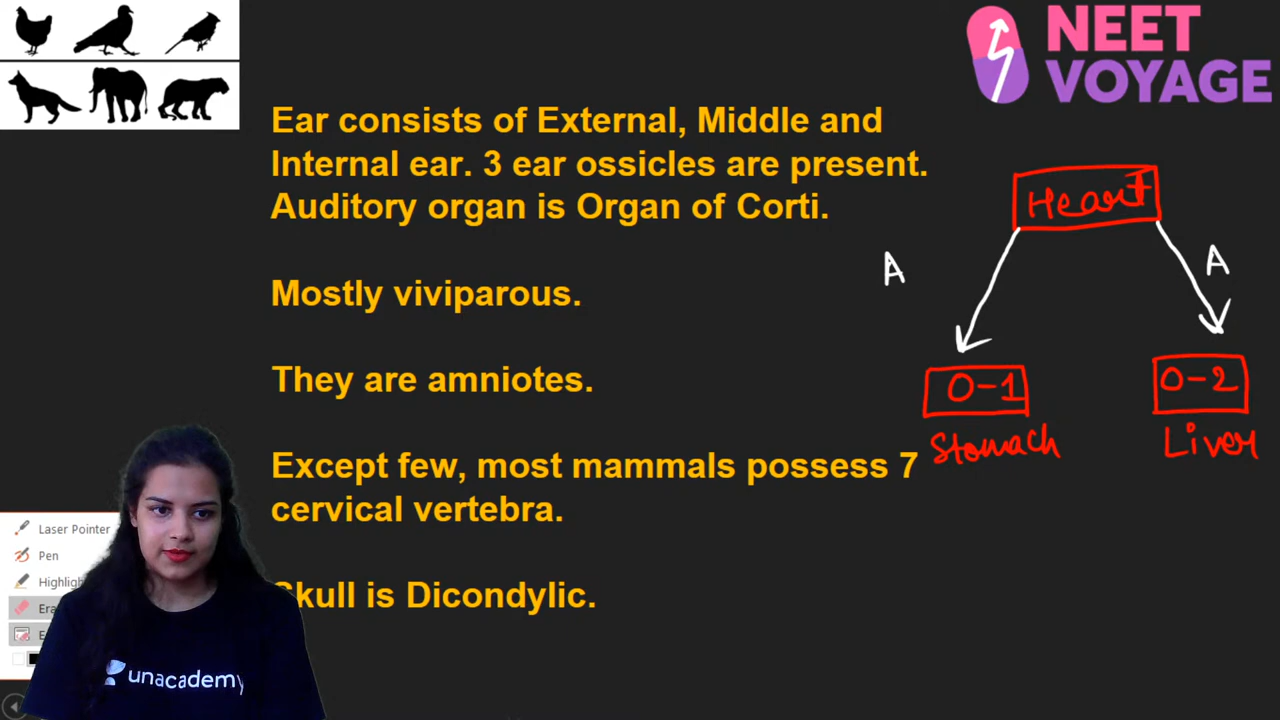 NEET
VOYAGE
Ear consists of External, Middle and
Internal ear. 3 ear ossicles are present.
Auditory organ is Organ of Corti.
Mostly viviparous.
They are amniotes.
Except few, most mammals possess 7
cervical vertebra.
Skull is Dicondylic.
Heart
A
A
O-1
O-2
Stomach
Liver
Laser Pointer
Pen
unacademy